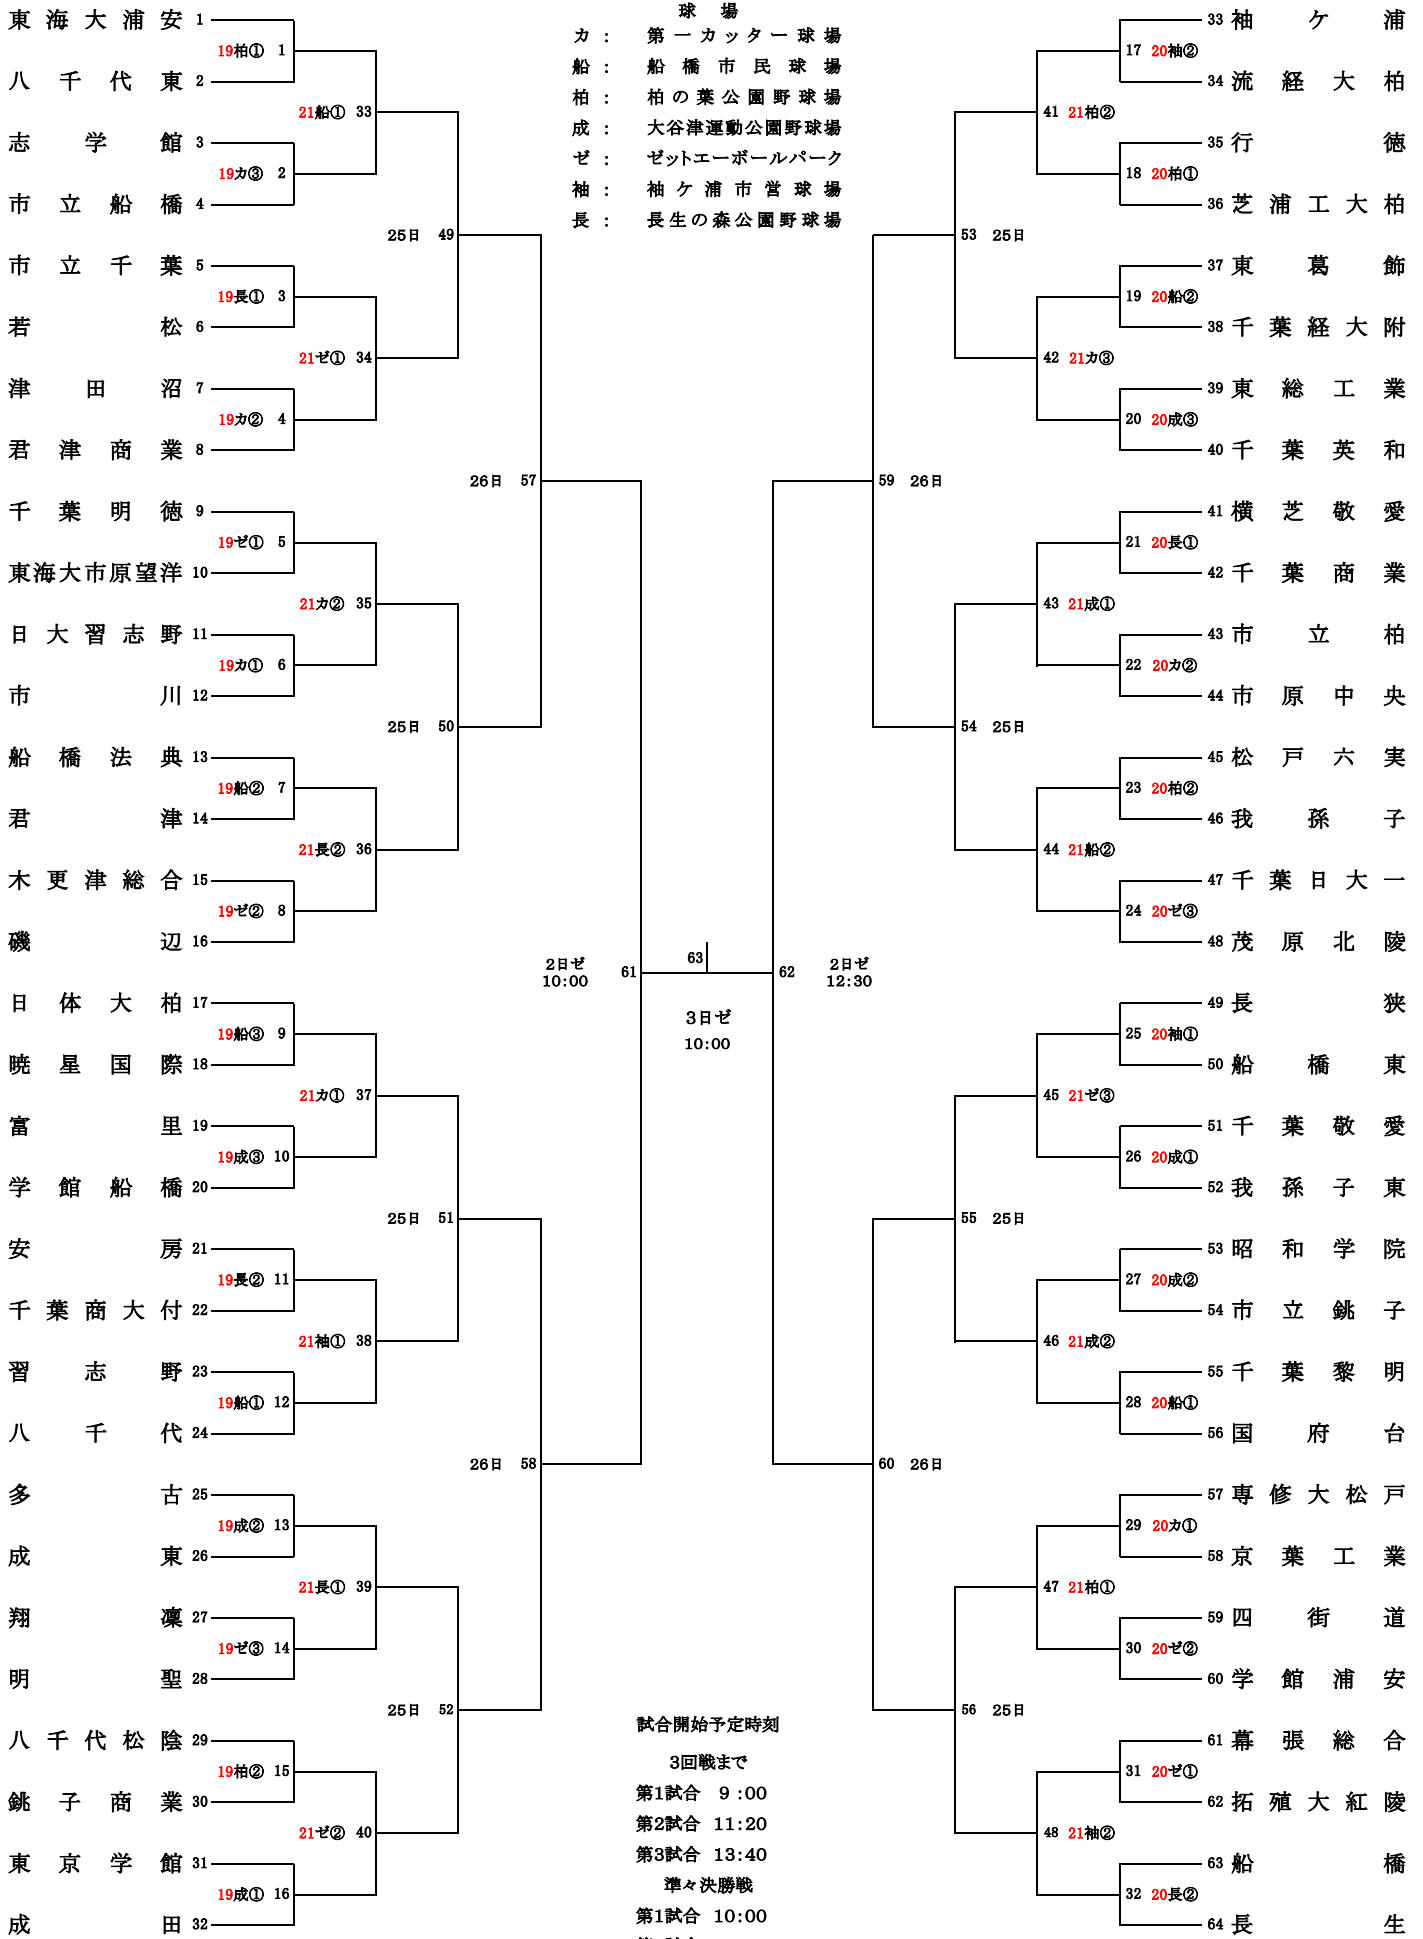 球場
カ： 第一カッター球場
船： 船橋市民球場
柏： 柏の葉公園野球場
成： 大谷津運動公園野球場
ゼ： ゼットエーボールパーク
袖： 袖ケ浦市営球場
長： 長生の森公園野球場
東海大浦安 1
19柏① 1
八千代東 2
21船① 33
志学館 3
19カ③ 2
市立船橋 4
25日 49
市立千葉 5
19長① 3
若松 6
21ゼ① 34
津田沼 7
19カ② 4
君津商業 8
26日 57
千葉明徳 9
19ゼ① 5
東海大市原望洋 10
21カ② 35
日大習志野 11
19カ① 6
市川 12
25日 50
船橋法典 13
19船② 7
君津 14
21長② 36
木更津総合 15
19ゼ② 8
磯辺 16
2日ゼ 61
10:00
日体大柏 17
19船③ 9
暁星国際 18
21カ① 37
富里 19
19成③ 10
学館船橋 20
25日 51
安房 21
19長② 11
千葉商大付 22
21袖① 38
習志野 23
19船① 12
八千代 24
26日 58
多古 25
19成② 13
成東 26
21長① 39
翔凜 27
19ゼ③ 14
明聖 28
25日 52
八千代松陰 29
19柏② 15
銚子商業 30
21ゼ② 40
東京学館 31
19成① 16
成田 32
63
3日ゼ
10:00
33 袖ケ浦
17 20袖②
34 流経大柏
41 21柏②
35 行徳
18 20柏①
36 芝浦工大柏
53 25日
37 東葛飾
19 20船②
38 千葉経大附
42 21カ③
39 東総工業
20 20成③
40 千葉英和
59 26日
41 横芝敬愛
21 20長①
42 千葉商業
43 21成①
43 市立柏
22 20カ②
44 市原中央
54 25日
45 松戸六実
23 20柏②
46 我孫子
44 21船②
47 千葉日大一
24 20ゼ③
48 茂原北陵
62 2日ゼ
12:30
49 長狭
25 20袖①
50 船橋東
45 21ゼ③
51 千葉敬愛
26 20成①
52 我孫子東
55 25日
53 昭和学院
27 20成②
54 市立銚子
46 21成②
55 千葉黎明
28 20船①
56 国府台
60 26日
57 専修大松戸
29 20カ①
58 京葉工業
47 21柏①
59 四街道
30 20ゼ②
60 学館浦安
56 25日
61 幕張総合
31 20ゼ①
62 拓殖大紅陵
48 21袖②
63 船橋
32 20長②
64 長生
試合開始予定時刻
3回戦まで
第1試合 9:00
第2試合 11:20
第3試合 13:40
準々決勝戦
第1試合 10:00